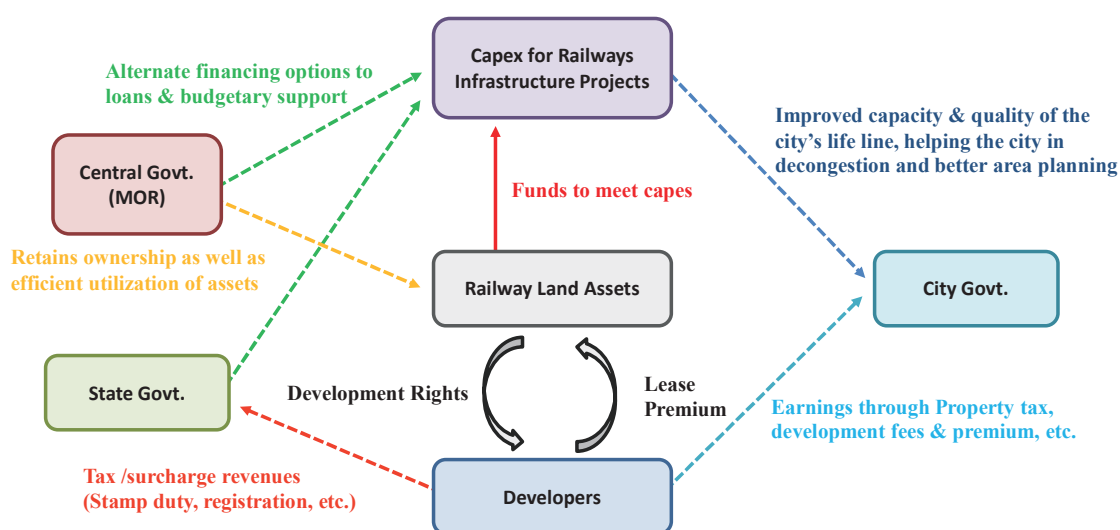 Capex for Railways
Infrastructure Projects
Alternate financing options to
loans & budgetary support
Improved capacity & quality of the
city's life line, helping the city in
decongestion and better area planning
Central Govt.
(MOR)
Funds to meet capes
Retains ownership as well as
efficient utilization of assets
Railway Land Assets
City Govt.
State Govt.
Development Rights
Lease
Premium
Earnings through Property tax,
development fees & premium, etc.
Tax /surcharge revenues
(Stamp duty, registration, etc.)
Developers